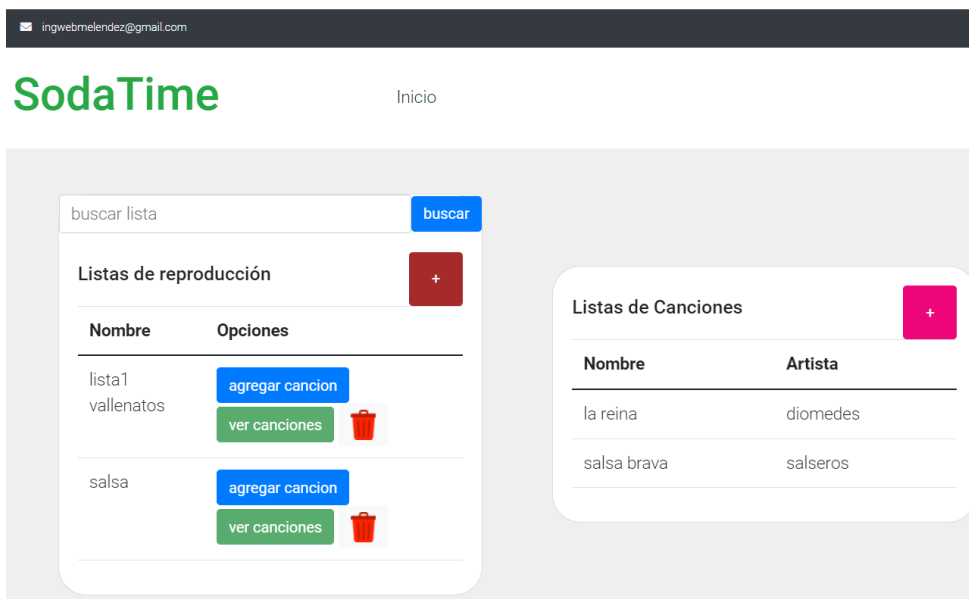 ingwebmelendez@gmail.com
SodaTime
Inicio
buscar lista
buscar
Listas de reproducción
+
Nombre Opciones
lista1
vallenatos
agregar cancion
ver canciones
salsa
agregar cancion
ver canciones
Listas de Canciones
+
Nombre Artista
la reina diomedes
salsa brava salseros